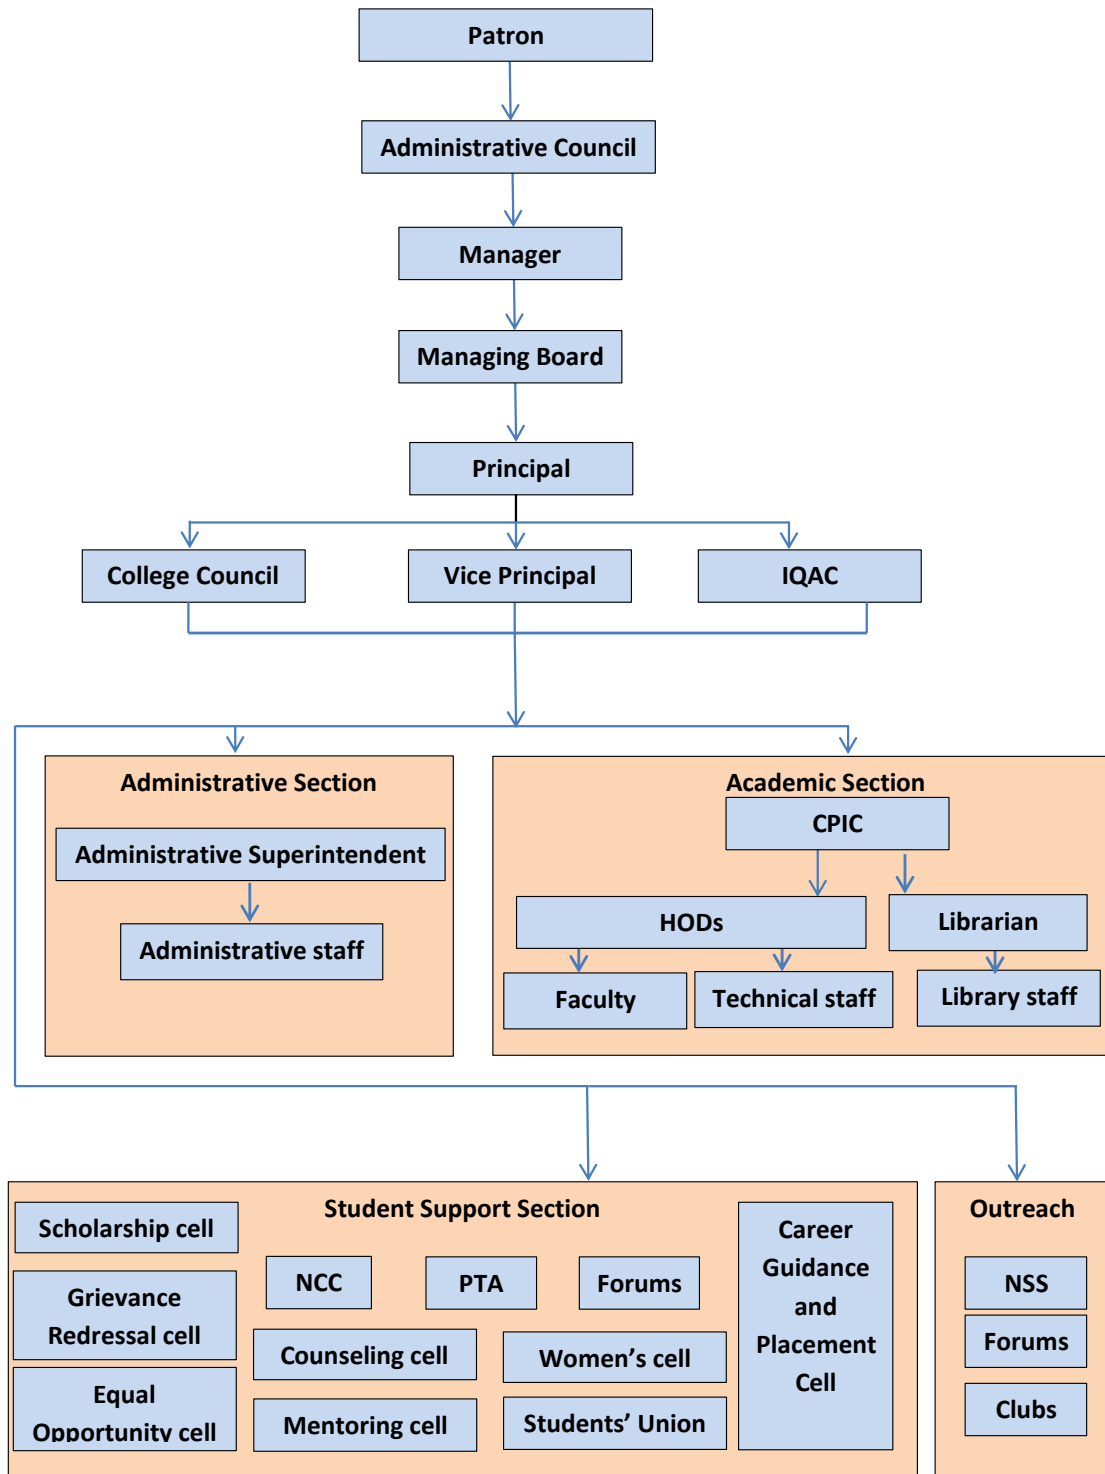 Patron
Administrative Council
Manager
Managing Board
Principal
College Council
Vice Principal
IQAC
Administrative Section
Administrative Superintendent
Administrative staff
Academic Section
CPIC
HODs
Librarian
Faculty
Technical staff
Library staff
Student Support Section
Scholarship cell
Grievance
Redressal cell
Equal
Opportunity cell
NCC
PTA
Forums
Counseling cell
Women’s cell
Mentoring cell
Students’ Union
Career
Guidance
and
Placement
Cell
Outreach
NSS
Forums
Clubs